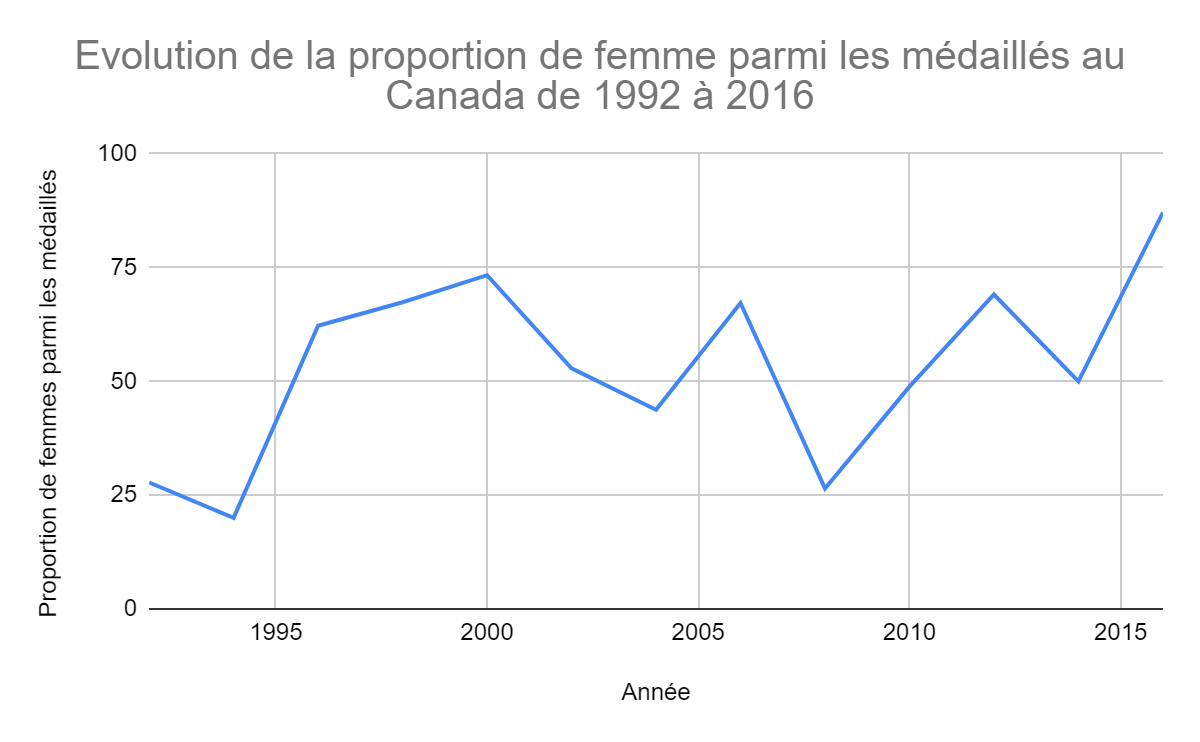 Evolution de la proportion de femme parmi les médaillés au
Canada de 1992 à 2016
Proportion de femmes parmi les médaillés
100
75
50
25
0
1995 2000 2005 2010 2015
Année